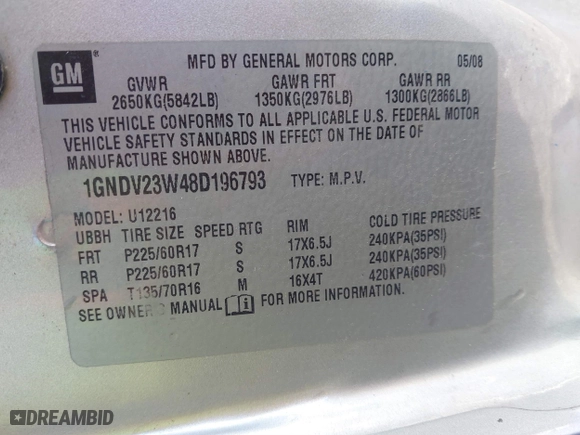 GM
MFD BY GENERAL MOTORS CORP. 05/08
GVWR GAWR FRT GAWR RR
2650KG(5842LB) 1350KG(2976LB) 1300KG(2866LB)
THIS VEHICLE CONFORMS TO ALL APPLICABLE U.S. FEDERAL MOTOR
VEHICLE SAFETY STANDARDS IN EFFECT ON THE DATE OF
MANUFACTURE SHOWN ABOVE.
1GNDV23W48D196793 TYPE: M.P.V.
MODEL: U12216
UBBH TIRE SIZE SPEED RTG RIM COLD TIRE PRESSURE
FRT P225/60R17 S 17X6.5J 240KPA(35PSI)
RR P225/60R17 S 17X6.5J 240KPA(35PSI)
SPA T135/70R16 M 16X4T 420KPA(60PSI)
SEE OWNERS MANUAL FOR MORE INFORMATION.
DREAMBID